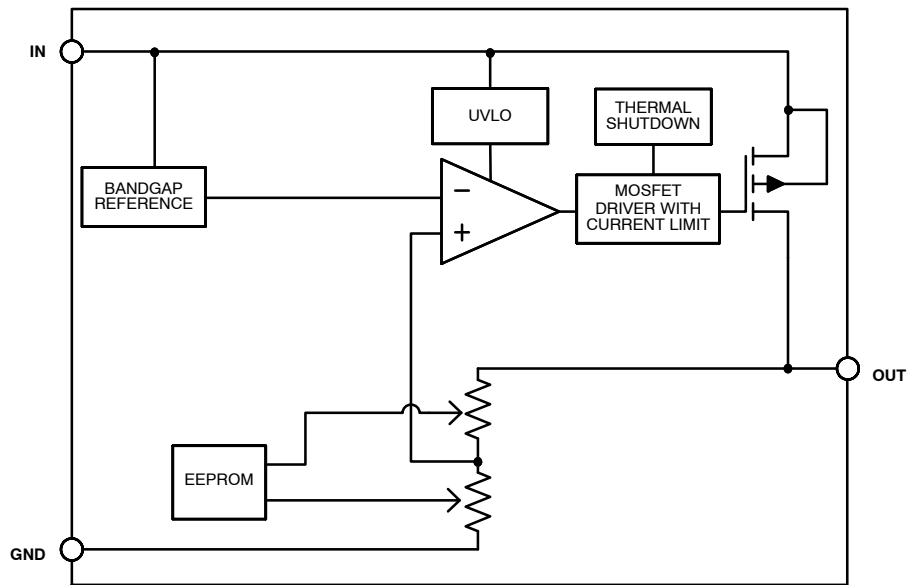 IN
UVLO
THERMAL
SHUTDOWN
BANDGAP
REFERENCE
−
+
MOSFET
DRIVER WITH
CURRENT LIMIT
OUT
EEPROM
GND